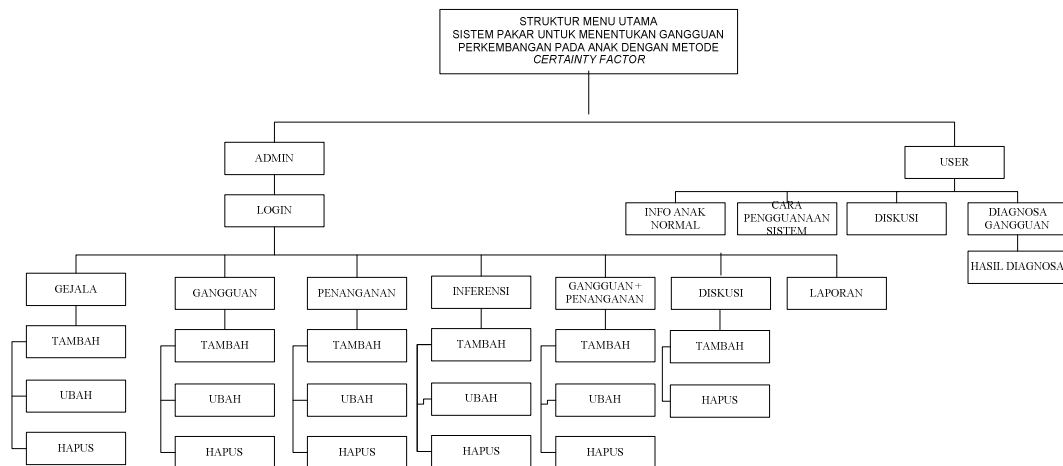 STRUKTUR MENU UTAMA
SISTEM PAKAR UNTUK MENENTUKAN GANGGUAN
PERKEMBANGAN PADA ANAK DENGAN METODE
CERTAINTY FACTOR
ADMIN
USER
LOGIN
INFO ANAK
NORMAL
CARA
PENGGUANAAN
SISTEM
DISKUSI
DIAGNOSA
GANGGUAN
HASIL DIAGNOSA
GEJALA
GANGGUAN
PENANGANAN
INFERENSI
GANGGUAN +
PENANGANAN
DISKUSI
LAPORAN
TAMBAH
TAMBAH
TAMBAH
TAMBAH
TAMBAH
TAMBAH
UBAH
UBAH
UBAH
UBAH
UBAH
HAPUS
HAPUS
HAPUS
HAPUS
HAPUS
HAPUS